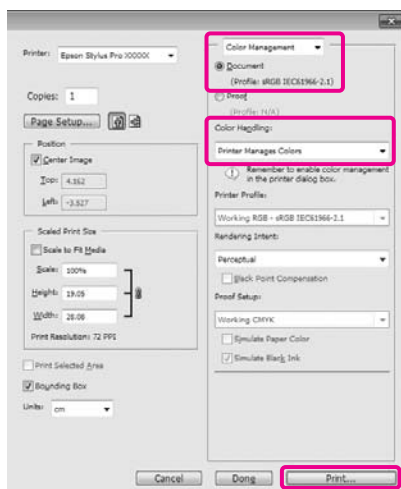 Printer: Epson Stylus Pro XXXXX
Copies: 1
Page Setup...
Position
Center Image
Top: 4.162
Left: -3.527
Scaled Print Size
Scale to Fit Media
Scale: 100%
Height: 19.05
Width: 28.08
Print Resolution: 72 PPI
Print Selected Area
Bounding Box
Units: cm
Color Management
Document
(Profile: sRGB IEC61966-2.1)
Proof
(Profile: N/A)
Color Handling:
Printer Manages Colors
Remember to enable color management
in the printer dialog box.
Printer Profile:
Working RGB - sRGB IEC61966-2.1
Rendering Intent:
Perceptual
Black Point Compensation
Proof Setup:
Working CMYK
Simulate Paper Color
Simulate Black Ink
Cancel
Done
Print...